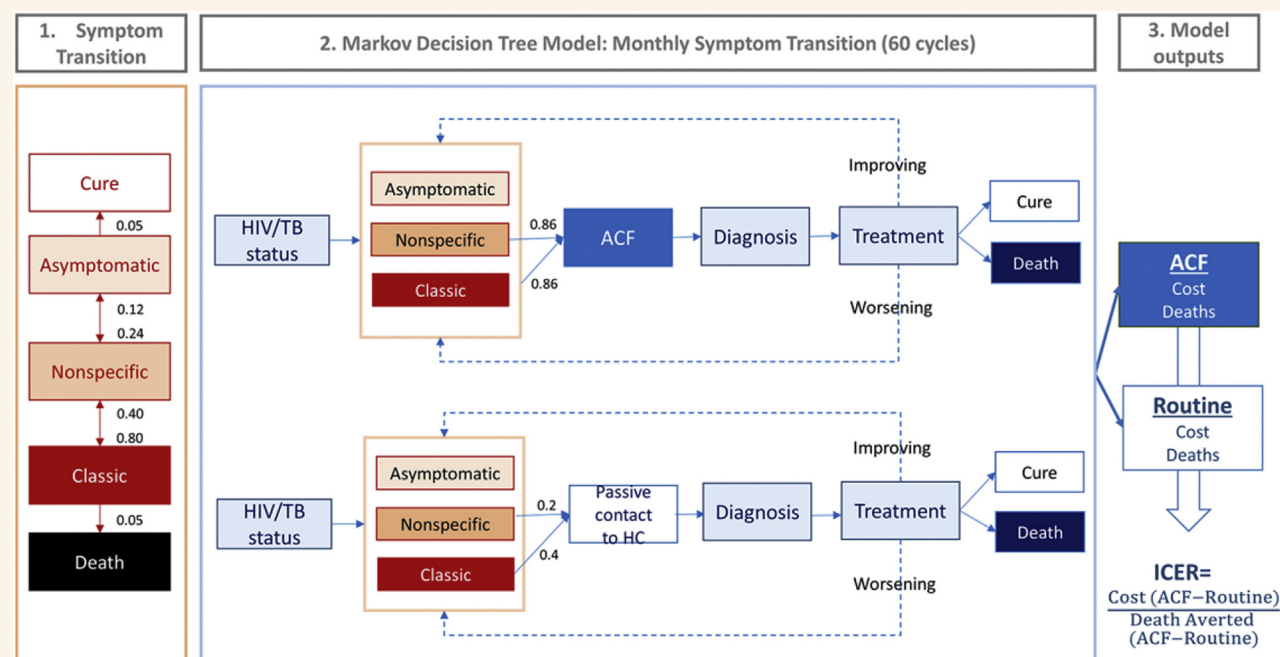 1. Symptom
Transition
2. Markov Decision Tree Model: Monthly Symptom Transition (60 cycles)
3. Model
outputs
Cure
0.05
Asymptomatic
0.12
0.24
Nonspecific
0.40
0.80
Classic
0.05
Death
HIV/TB
status
Asymptomatic
Nonspecific
Classic
0.86
0.86
ACF
Diagnosis
Improving
Treatment
Worsening
Cure
Death
HIV/TB
status
Asymptomatic
Nonspecific
Classic
0.2
0.4
Passive
contact
to HC
Diagnosis
Improving
Treatment
Worsening
Cure
Death
ACF
Cost
Deaths
Routine
Cost
Deaths
ICER=
Cost (ACF−Routine)
Death Averted
(ACF−Routine)